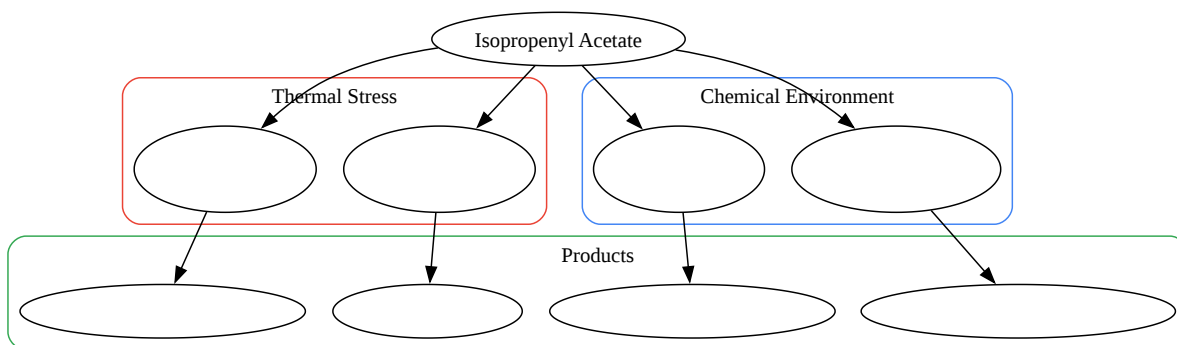 Isopropenyl Acetate
Thermal Stress
Chemical Environment
Products